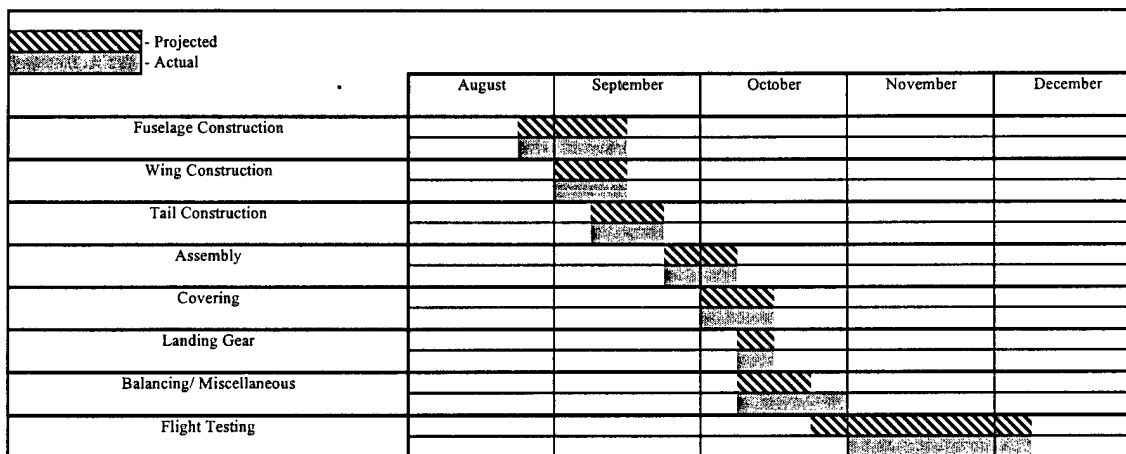 - Projected
- Actual
August September October November December
Fuselage Construction
Wing Construction
Tail Construction
Assembly
Covering
Landing Gear
Balancing/ Miscellaneous
Flight Testing